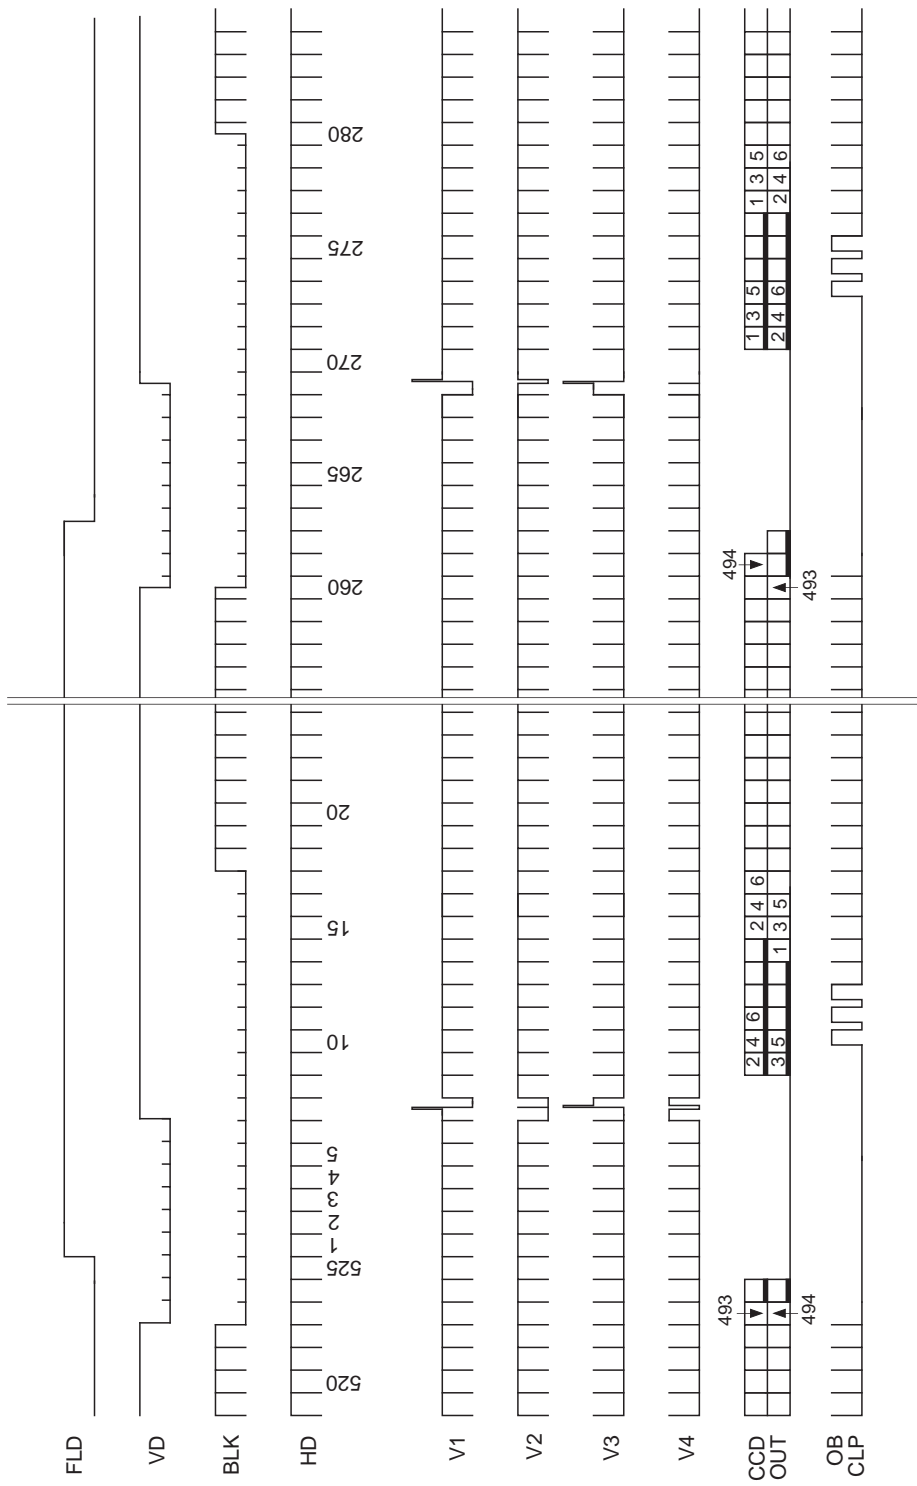 FLD
VD
BLK
HD
520 525 1 2 3 4 5 10 15 20 260 265 270 275 280
V1
V2
V3
V4
493 494
CCD 2 4 6 2 4 6 1 3 5 1 3 5
OUT 3 5 1 3 5 2 4 6 2 4 6
494 493
OB
CLP